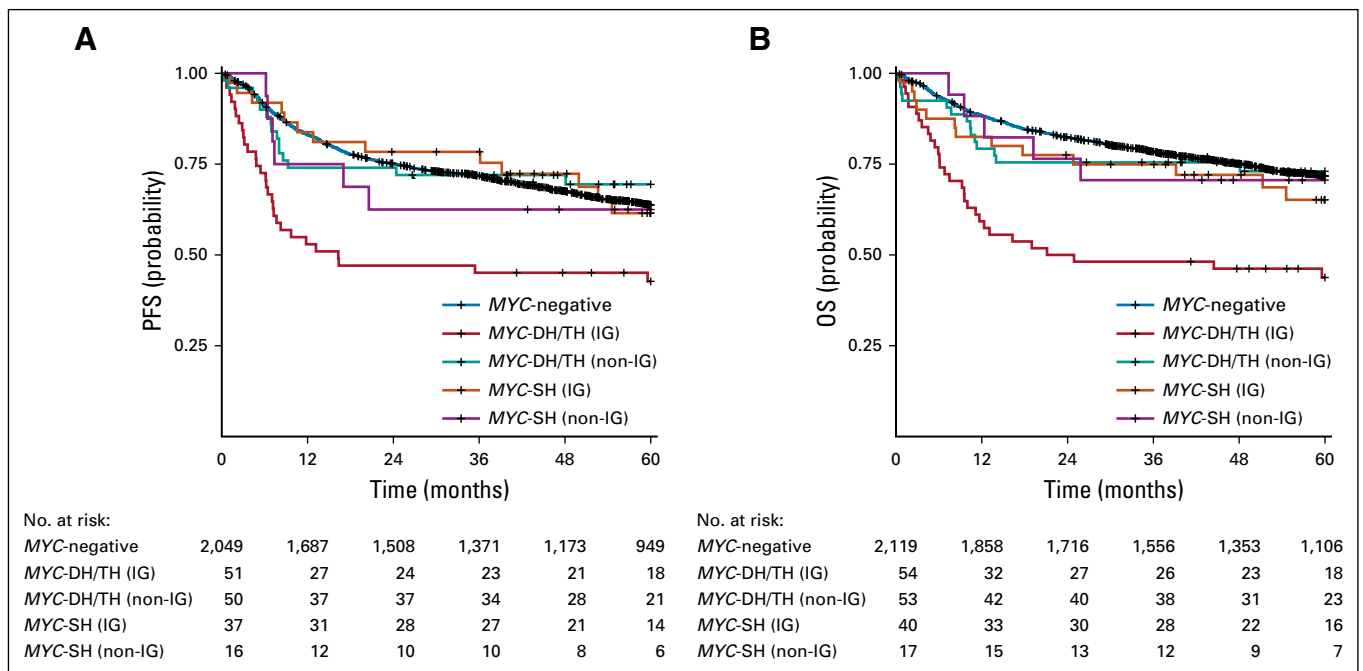 A
PFS (probability)
1.00
0.75
0.50
0.25
MYC-negative
MYC-DH/TH (IG)
MYC-DH/TH (non-IG)
MYC-SH (IG)
MYC-SH (non-IG)
0 12 24 36 48 60
Time (months)
No. at risk:
MYC-negative 2,049 1,687 1,508 1,371 1,173 949
MYC-DH/TH (IG) 51 27 24 23 21 18
MYC-DH/TH (non-IG) 50 37 37 34 28 21
MYC-SH (IG) 37 31 28 27 21 14
MYC-SH (non-IG) 16 12 10 10 8 6
B
OS (probability)
1.00
0.75
0.50
0.25
MYC-negative
MYC-DH/TH (IG)
MYC-DH/TH (non-IG)
MYC-SH (IG)
MYC-SH (non-IG)
0 12 24 36 48 60
Time (months)
No. at risk:
MYC-negative 2,119 1,858 1,716 1,556 1,353 1,106
MYC-DH/TH (IG) 54 32 27 26 23 18
MYC-DH/TH (non-IG) 53 42 40 38 31 23
MYC-SH (IG) 40 33 30 28 22 16
MYC-SH (non-IG) 17 15 13 12 9 7